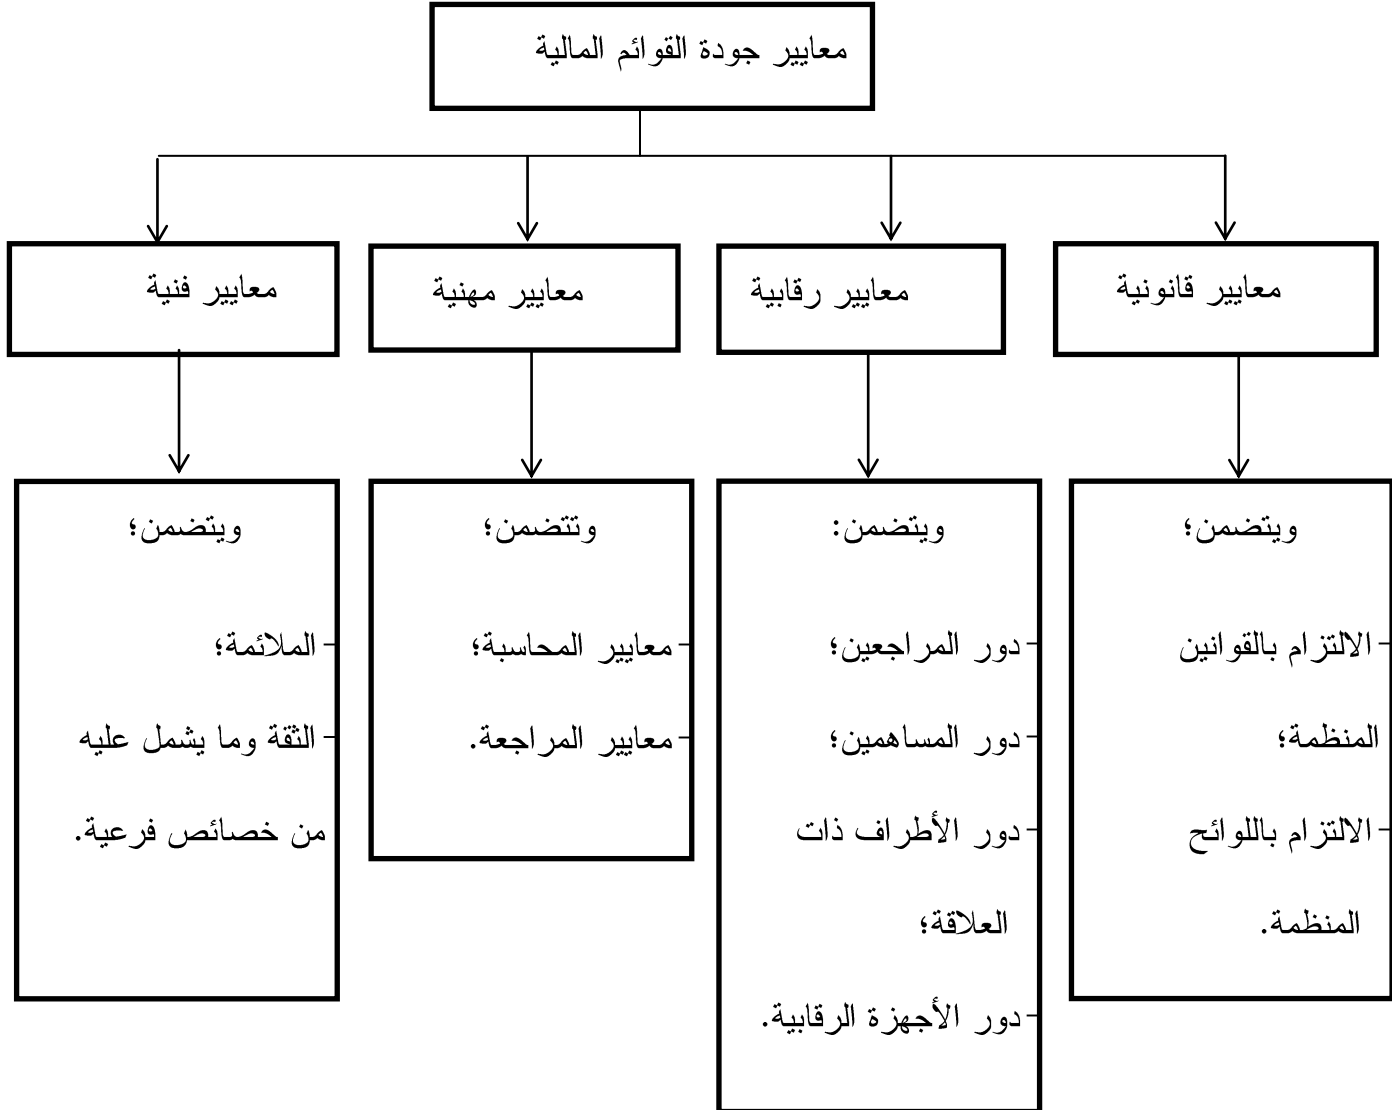 معايير جودة القوائم المالية
معايير قانونية
معايير رقابية
معايير مهنية
معايير فنية
ويتضمن؛
-الالتزام بالقوانين
المنظمة؛
-الالتزام باللوائح
المنظمة.
ويتضمن:
-دور المراجعين؛
-دور المساهمين؛
-دور الأطراف ذات
العلاقة؛
-دور الأجهزة الرقابية.
وتتضمن؛
-معايير المحاسبة؛
-معايير المراجعة.
ويتضمن؛
-الملائمة؛
-الثقة وما يشمل عليه
من خصائص فرعية.